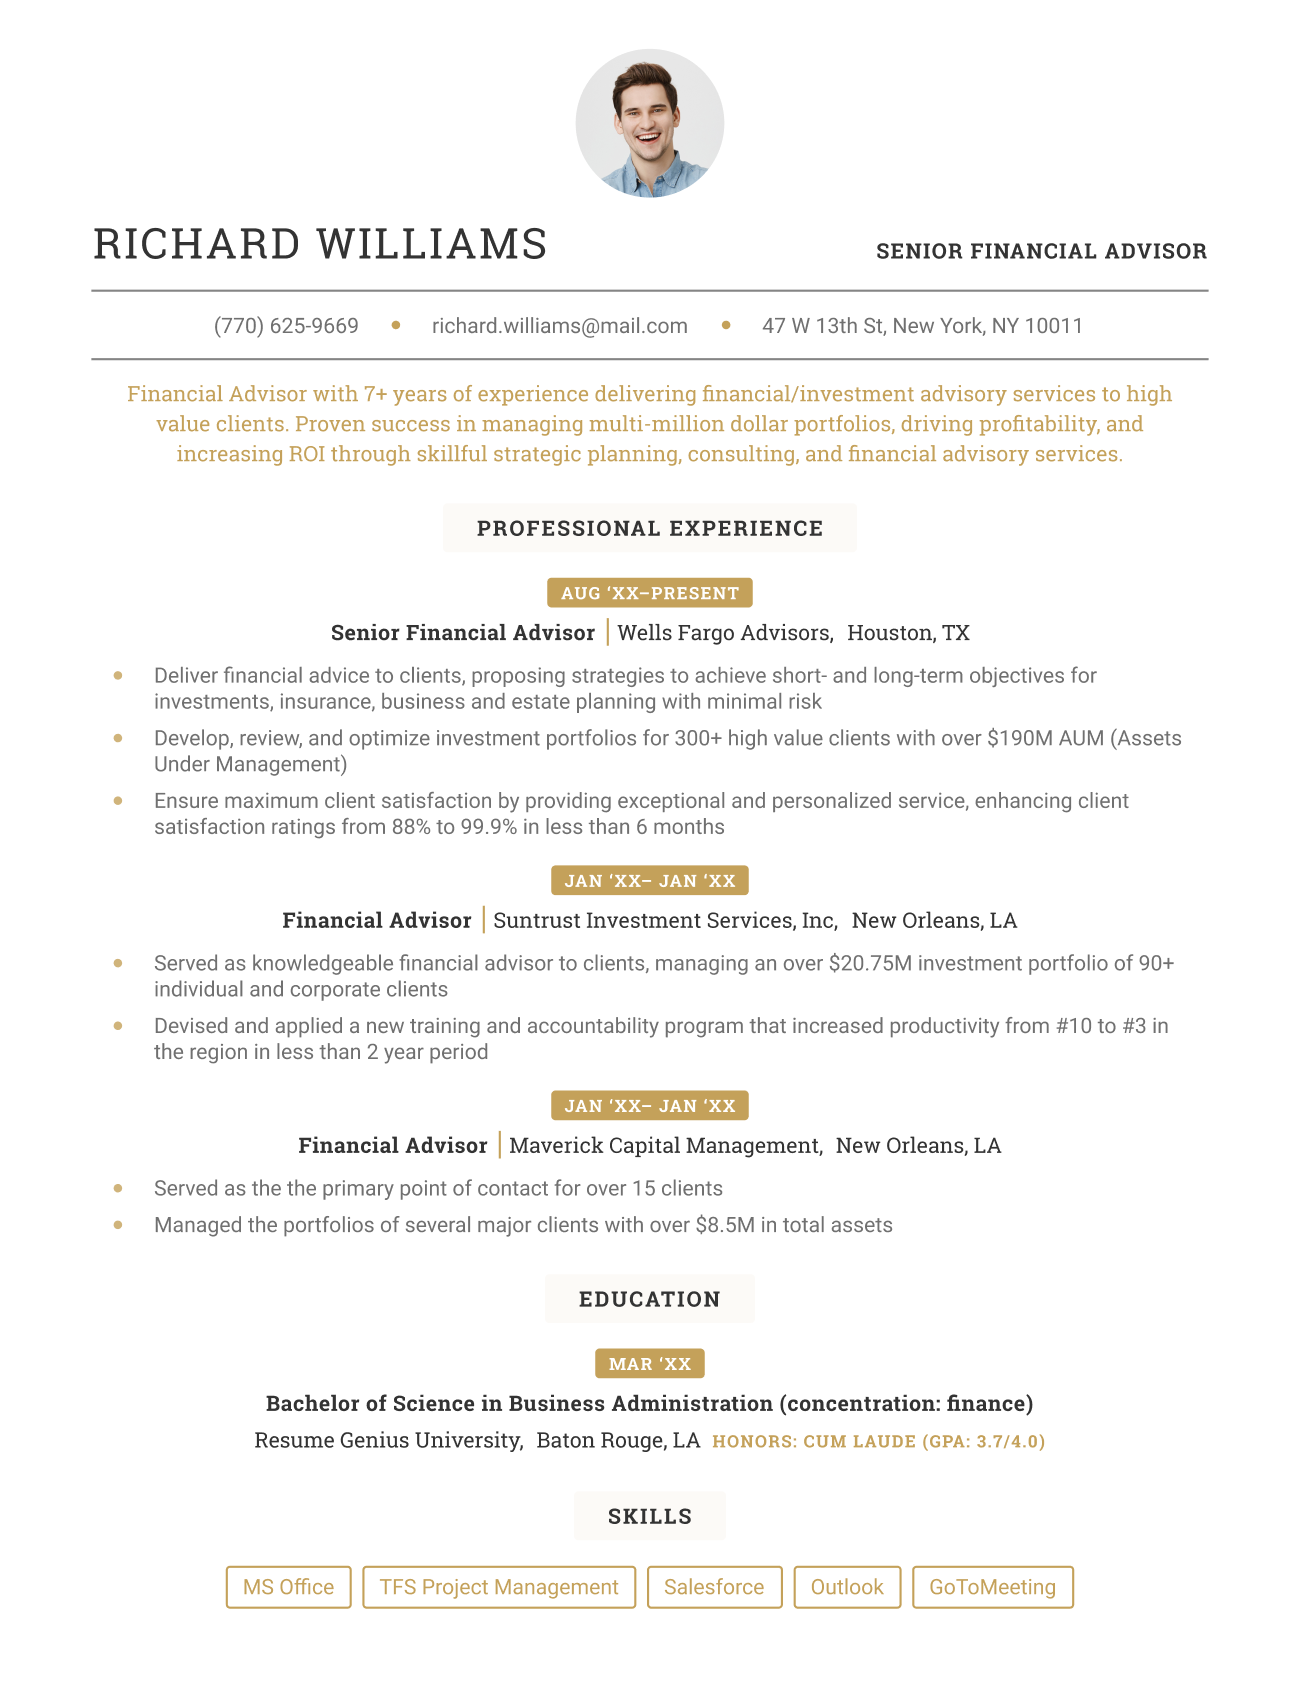 RICHARD WILLIAMS
SENIOR FINANCIAL ADVISOR
(770) 625-9669 • richard.williams@mail.com • 47 W 13th St, New York, NY 10011
Financial Advisor with 7+ years of experience delivering financial/investment advisory services to high
value clients. Proven success in managing multi-million dollar portfolios, driving profitability, and
increasing ROI through skillful strategic planning, consulting, and financial advisory services.
PROFESSIONAL EXPERIENCE
AUG ‘XX–PRESENT
Senior Financial Advisor | Wells Fargo Advisors, Houston, TX
• Deliver financial advice to clients, proposing strategies to achieve short- and long-term objectives for
investments, insurance, business and estate planning with minimal risk
• Develop, review, and optimize investment portfolios for 300+ high value clients with over $190M AUM (Assets
Under Management)
• Ensure maximum client satisfaction by providing exceptional and personalized service, enhancing client
satisfaction ratings from 88% to 99.9% in less than 6 months
JAN ‘XX– JAN ‘XX
Financial Advisor | Suntrust Investment Services, Inc, New Orleans, LA
• Served as knowledgeable financial advisor to clients, managing an over $20.75M investment portfolio of 90+
individual and corporate clients
• Devised and applied a new training and accountability program that increased productivity from #10 to #3 in
the region in less than 2 year period
JAN ‘XX– JAN ‘XX
Financial Advisor | Maverick Capital Management, New Orleans, LA
• Served as the the primary point of contact for over 15 clients
• Managed the portfolios of several major clients with over $8.5M in total assets
EDUCATION
MAR ‘XX
Bachelor of Science in Business Administration (concentration: finance)
Resume Genius University, Baton Rouge, LA HONORS: CUM LAUDE (GPA: 3.7/4.0)
SKILLS
MS Office TFS Project Management Salesforce Outlook GoToMeeting